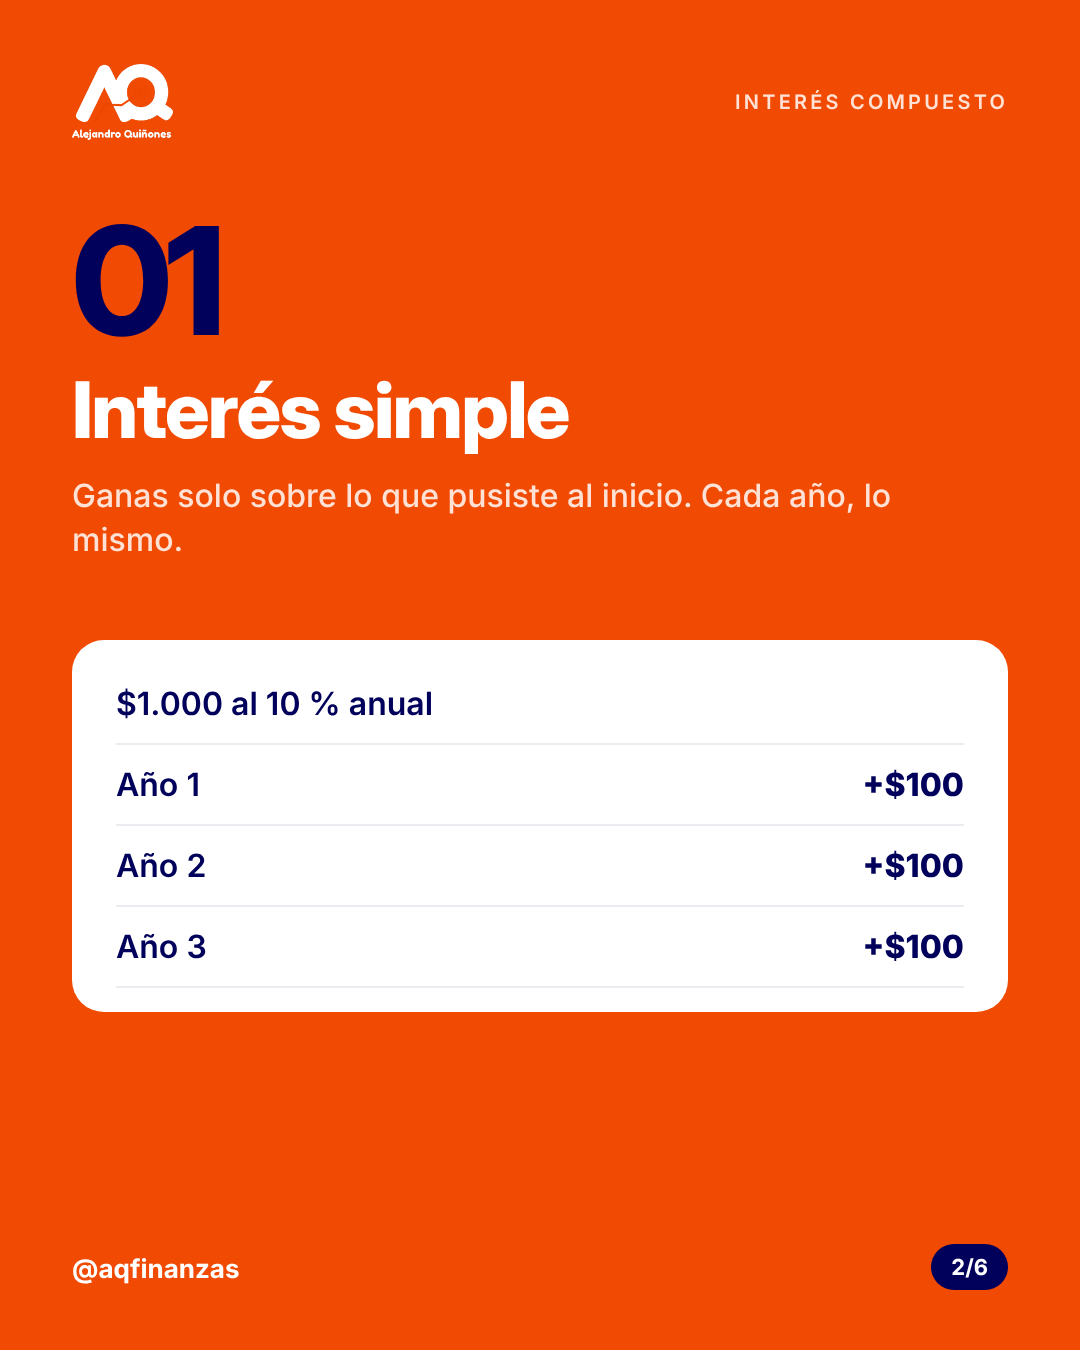 AQ
Alejandro Quiñones
INTERÉS COMPUESTO
01
Interés simple
Ganas solo sobre lo que pusiste al inicio. Cada año, lo
mismo.
$1.000 al 10 % anual
Año 1 +$100
Año 2 +$100
Año 3 +$100
@aqfinanzas
2/6